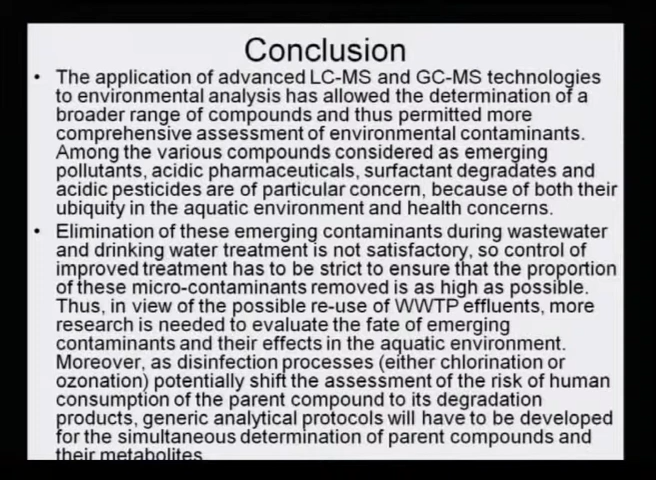 Conclusion
• The application of advanced LC-MS and GC-MS technologies
to environmental analysis has allowed the determination of a
broader range of compounds and thus permitted more
comprehensive assessment of environmental contaminants.
Among the various compounds considered as emerging
pollutants, acidic pharmaceuticals, surfactant degradates and
acidic pesticides are of particular concern, because of both their
ubiquity in the aquatic environment and health concerns.
• Elimination of these emerging contaminants during wastewater
and drinking water treatment is not satisfactory, so control of
improved treatment has to be strict to ensure that the proportion
of these micro-contaminants removed is as high as possible.
Thus, in view of the possible re-use of WWTP effluents, more
research is needed to evaluate the fate of emerging
contaminants and their effects in the aquatic environment.
Moreover, as disinfection processes (either chlorination or
ozonation) potentially shift the assessment of the risk of human
consumption of the parent compound to its degradation
products, generic analytical protocols will have to be developed
for the simultaneous determination of parent compounds and
their metabolites.